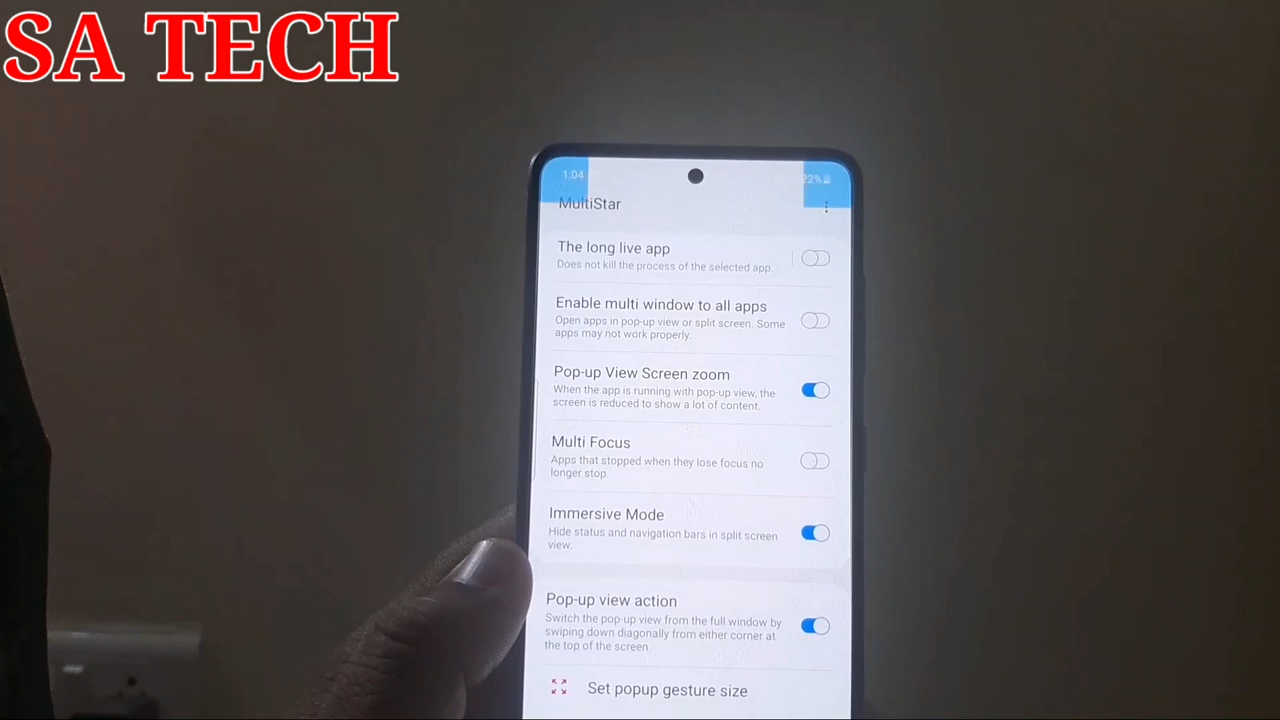 SA TECH
1.04
22%
MultiStar
The long live app
Does not kill the process of the selected app.
Enable multi window to all apps
Open apps in pop-up view or split screen. Some
apps may not work properly.
Pop-up View Screen zoom
When the app is running with pop-up view, the
screen is reduced to show a lot of content.
Multi Focus
Apps that stopped when they lose focus no
longer stop.
Immersive Mode
Hide status and navigation bars in split screen
view.
Pop-up view action
Switch the pop-up view from the full window by
swiping down diagonally from either corner at
the top of the screen.
Set popup gesture size